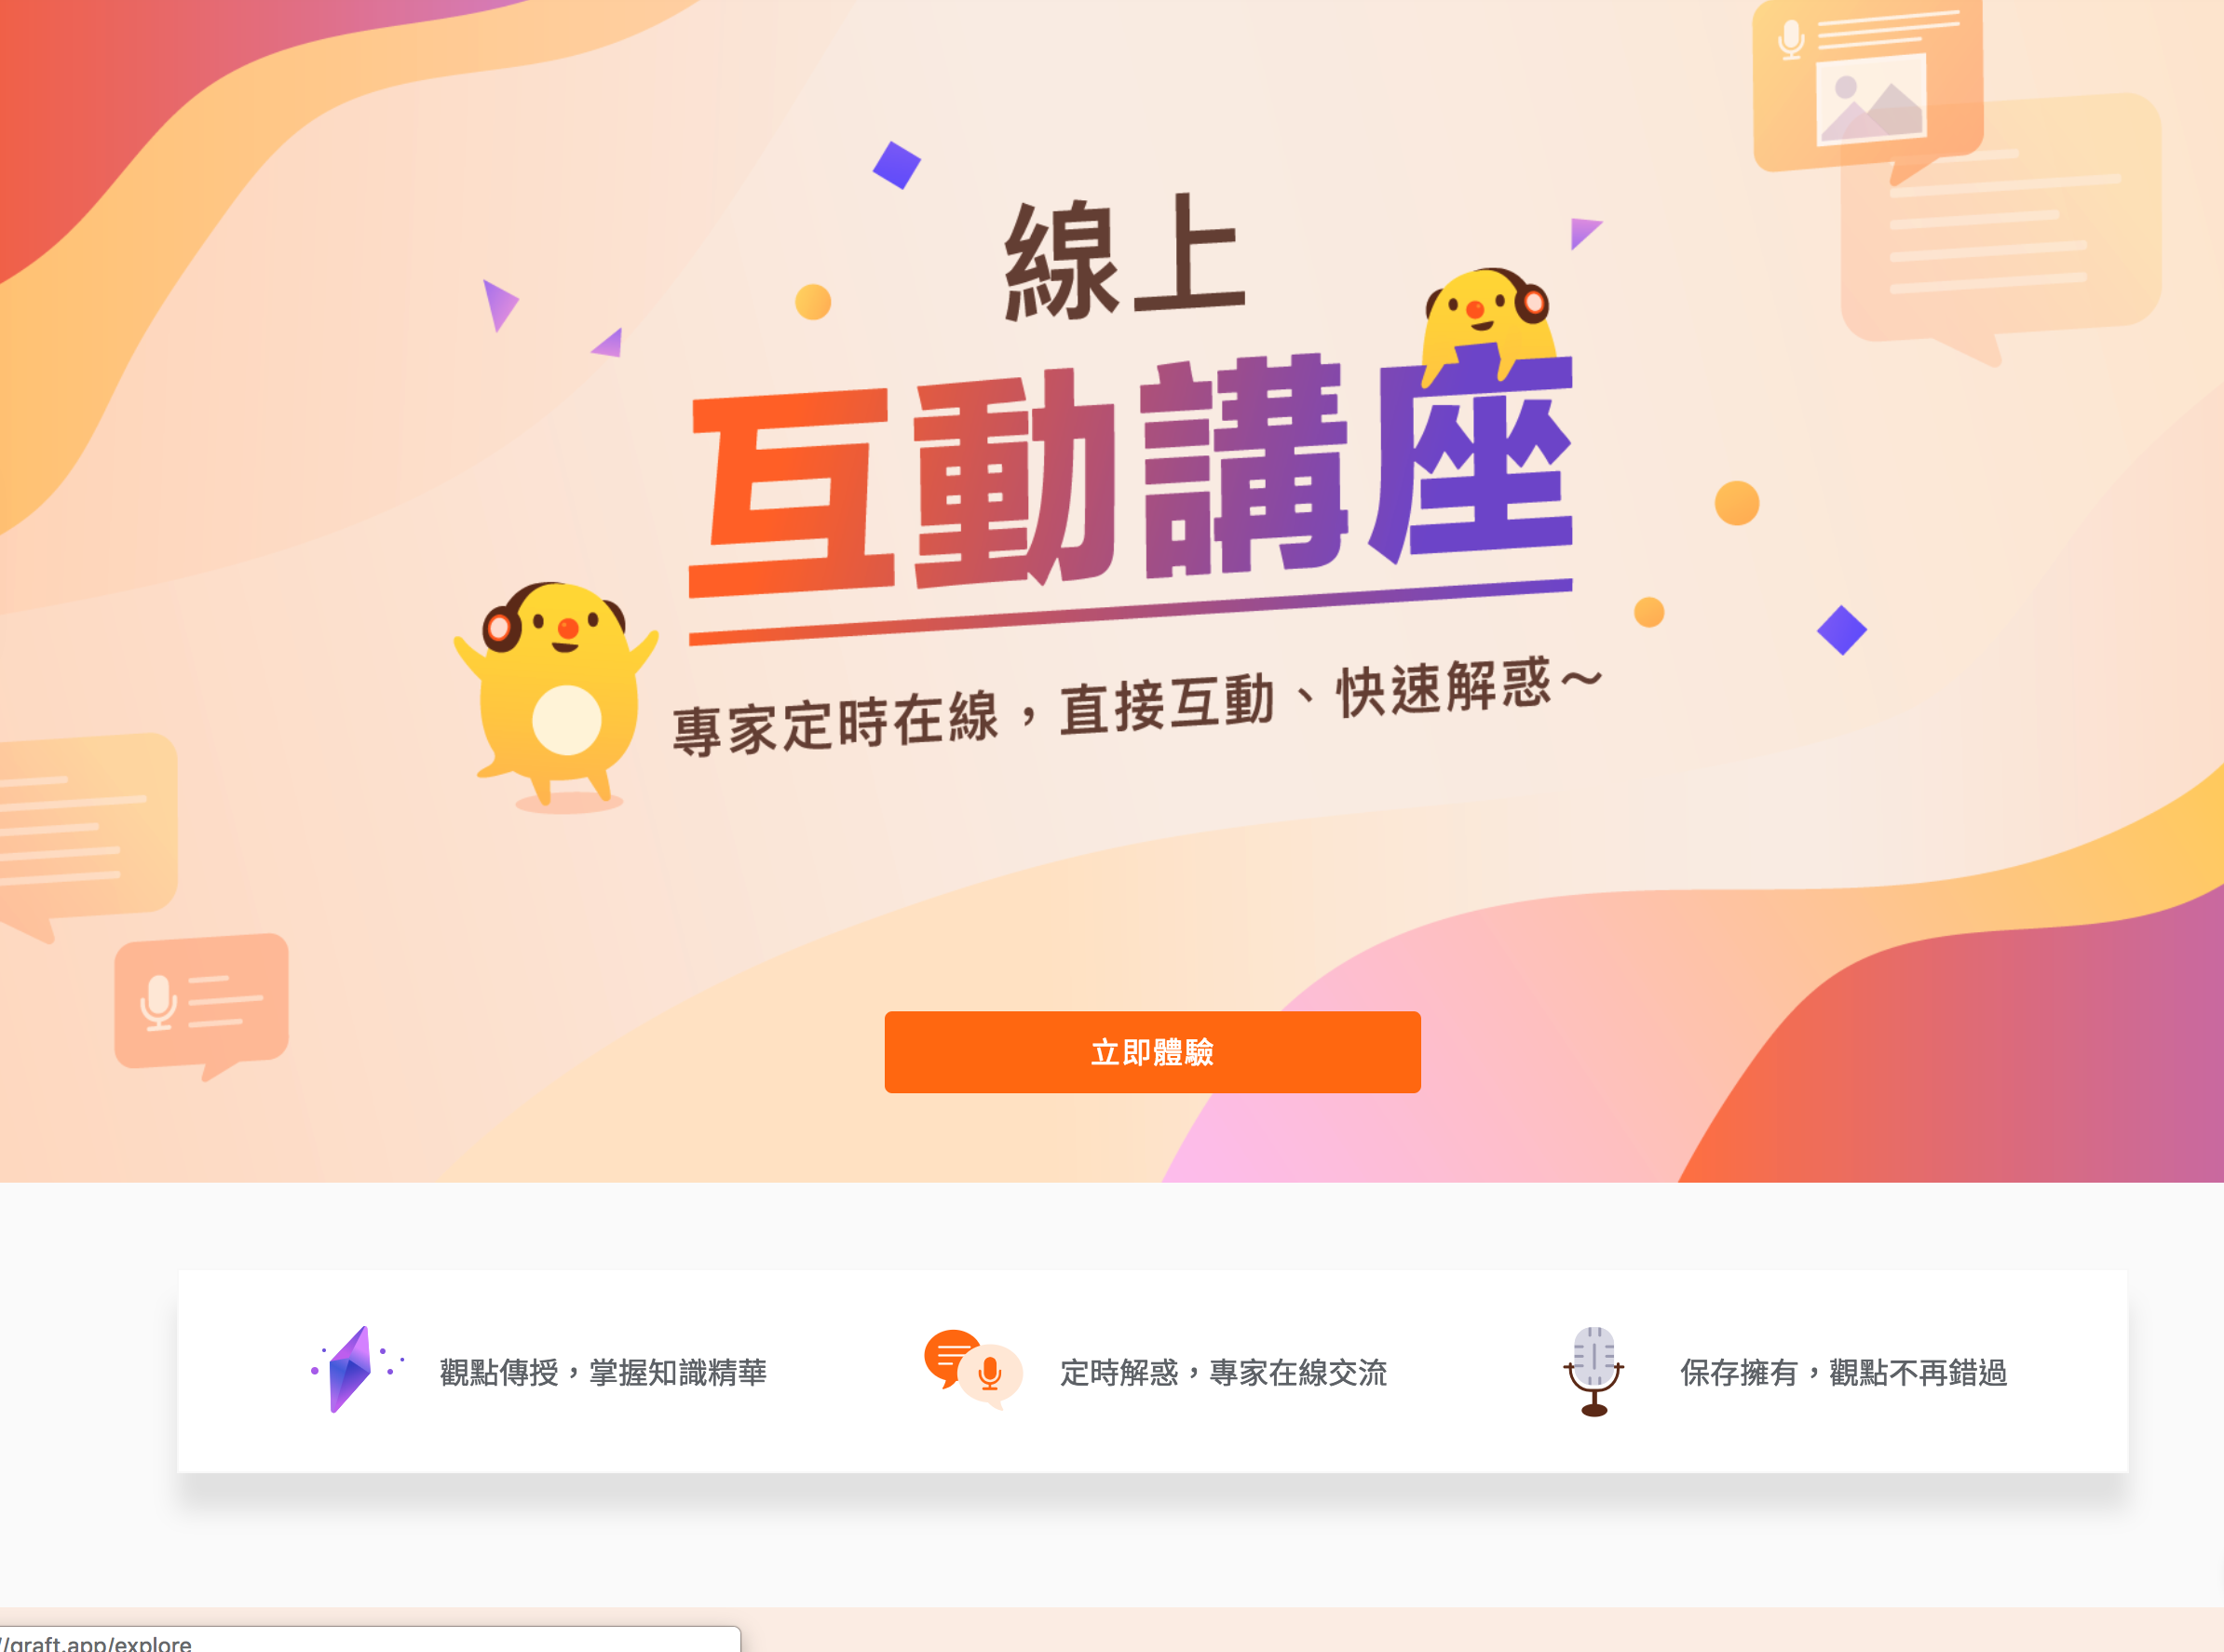 線上
互動講座
專家定時在線，直接互動、快速解惑～
立即體驗
觀點傳授，掌握知識精華
定時解惑，專家在線交流
保存擁有，觀點不再錯過
//graft.app/explore